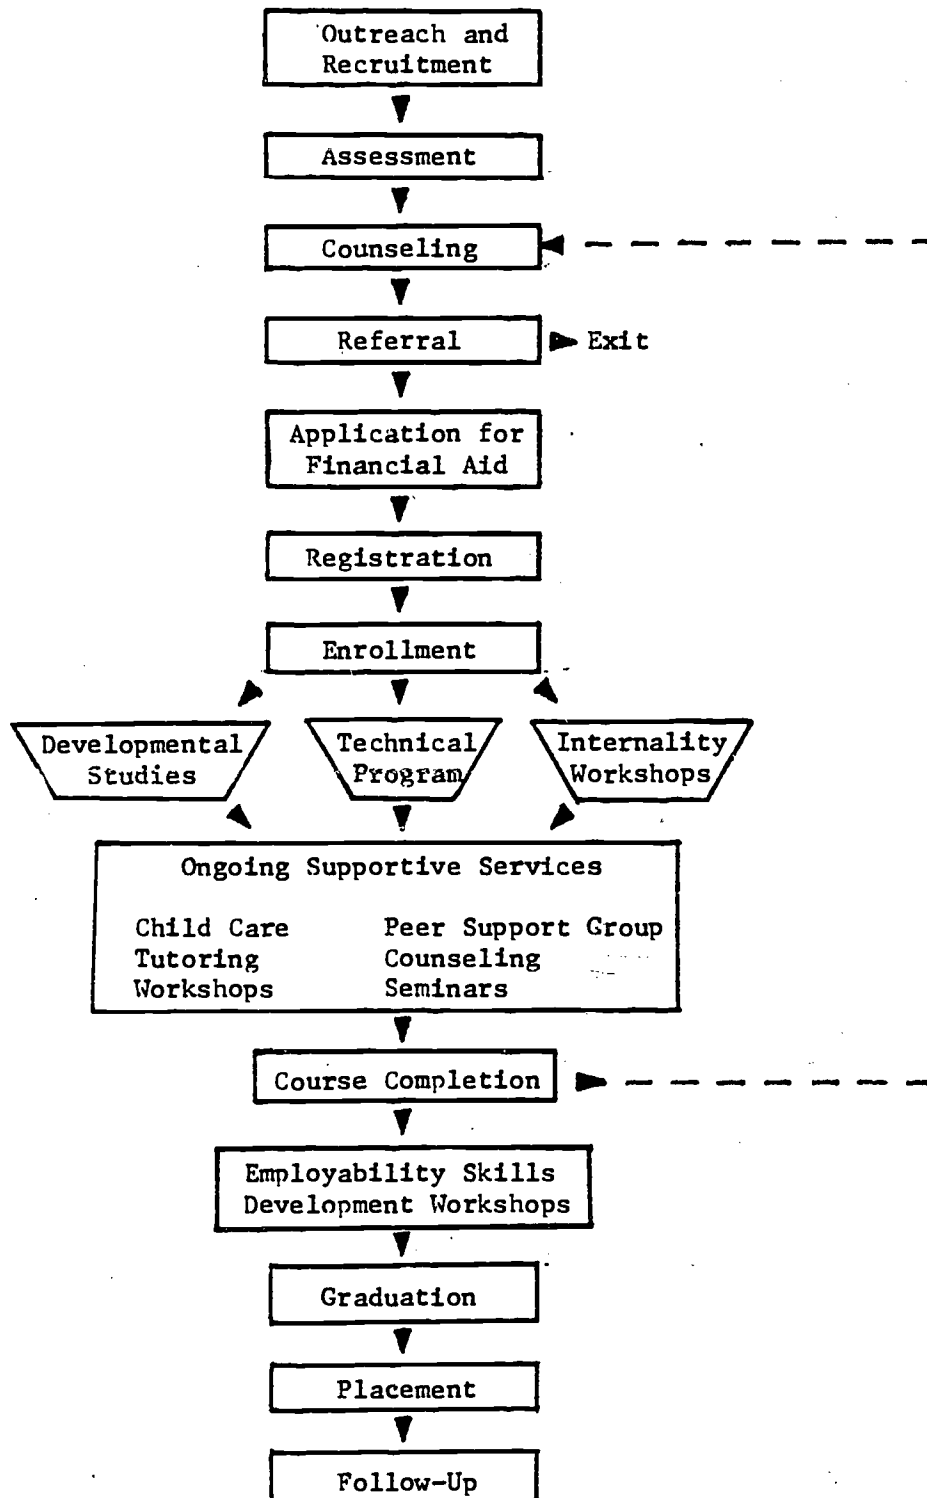 Outreach and
Recruitment
Assessment
Counseling
Referral
Exit
Application for
Financial Aid
Registration
Enrollment
Developmental
Studies
Technical
Program
Internality
Workshops
Ongoing Supportive Services
Child Care
Tutoring
Workshops
Peer Support Group
Counseling
Seminars
Course Completion
Employability Skills
Development Workshops
Graduation
Placement
Follow-Up